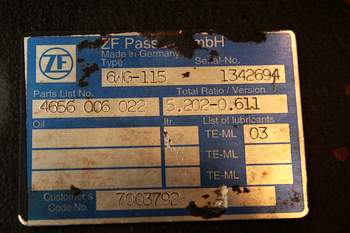 ZF
ZF Passau GmbH
Made in Germany
Type Serial-No.
6WG-115 1342694
Parts List No. Total Ratio / Version
4656 006 022 5.202-0.611
Oil ltr. List of lubricants
TE-ML 03
TE-ML
TE-ML
Customer's
Code No. 7003792